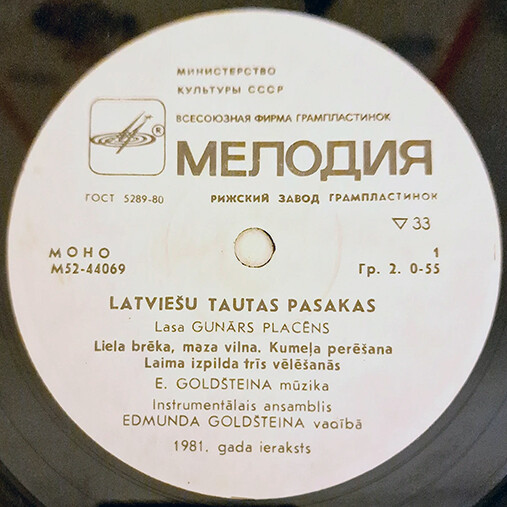 МИНИСТЕРСТВО
КУЛЬТУРЫ СССР
ВСЕСОЮЗНАЯ ФИРМА ГРАМПЛАСТИНОК
® МЕЛОДИЯ
ГОСТ 5289-80 РИЖСКИЙ ЗАВОД ГРАМПЛАСТИНОК
▽ 33
МОНО 1
М52-44069 Гр. 2. 0-55
LATVIEŠU TAUTAS PASAKAS
Lasa GUNĀRS PLACĒNS
Liela brēka, maza vilna. Kumeļa perēšana
Laima izpilda trīs vēlēšanās
E. GOLDŠTEINA mūzika
Instrumentālais ansamblis
EDMUNDA GOLDŠTEINA vadībā
1981. gada ieraksts